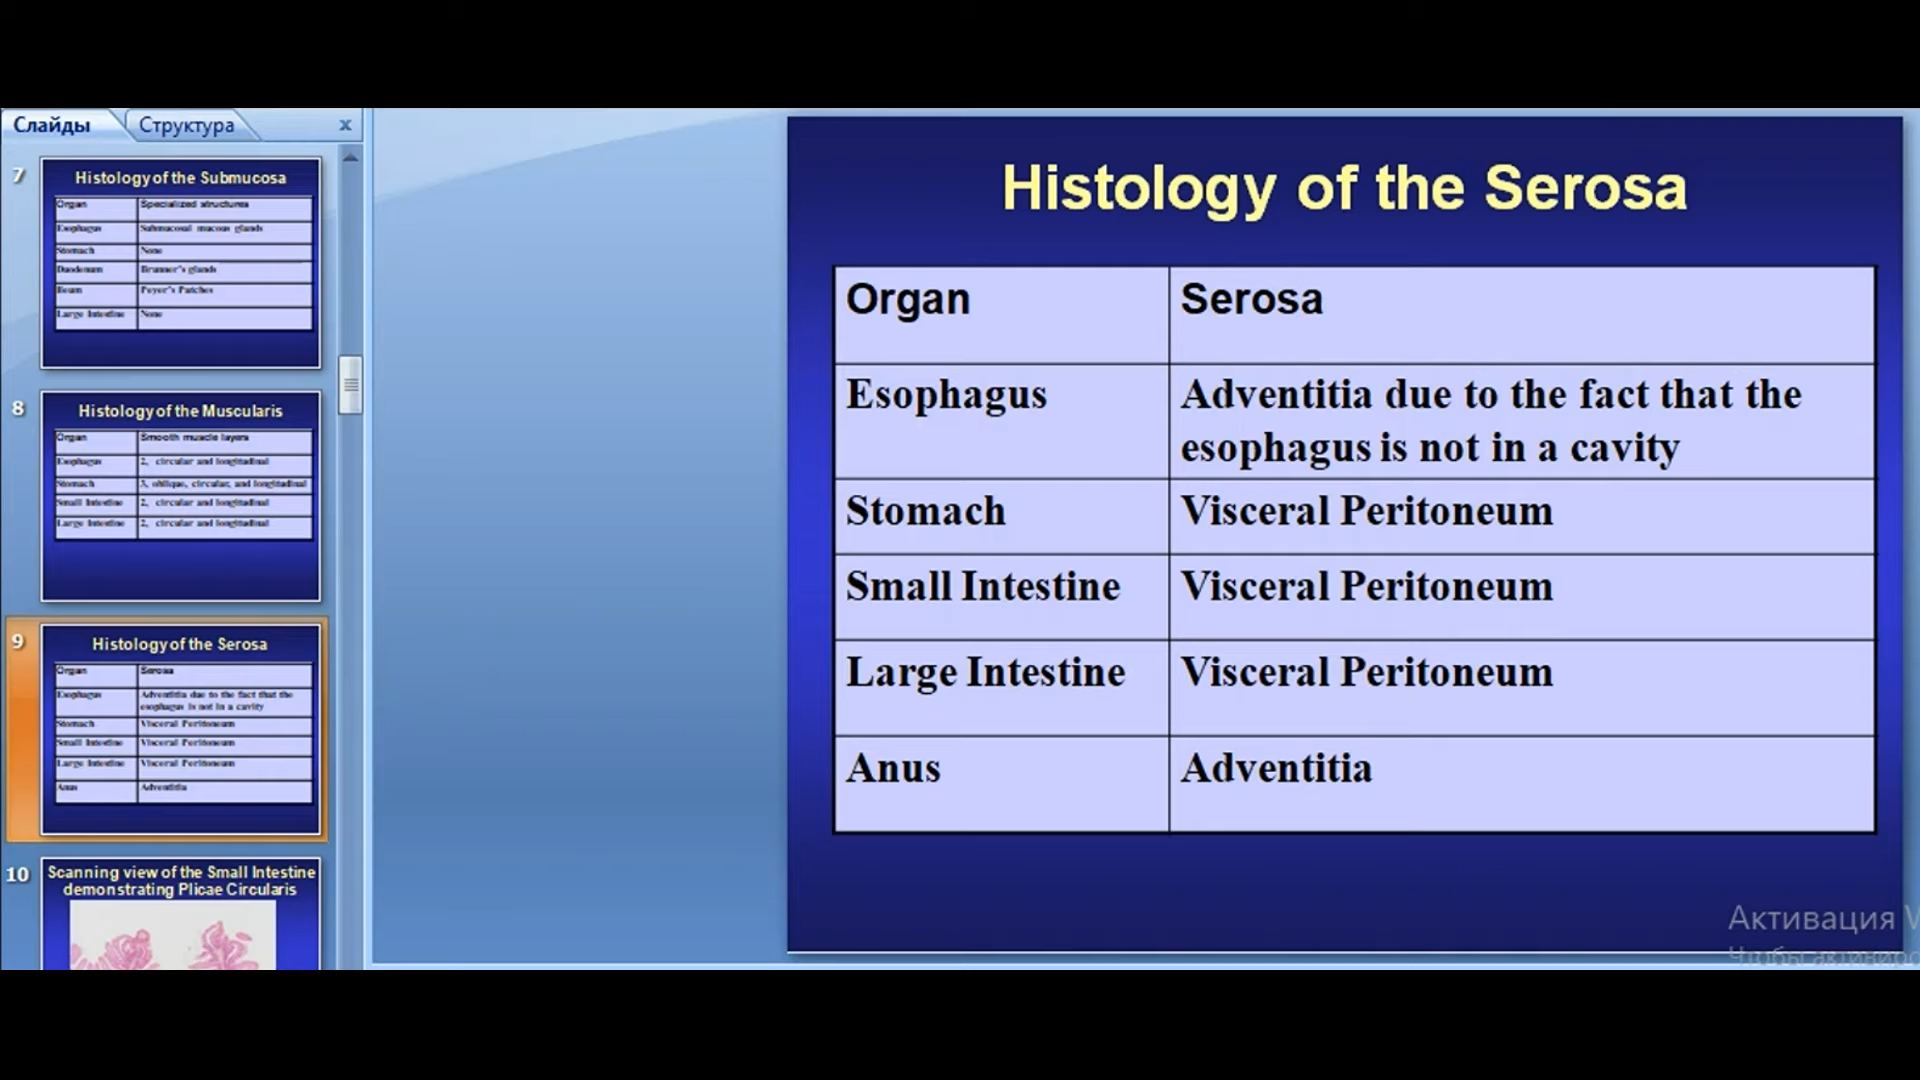 Слайды Структура x
7
Histology of the Submucosa
Organ Specialized structures
Esophagus Submucosal mucous glands
Stomach None
Duodenum Brunner's glands
Ileum Peyer's Patches
Large Intestine None
8
Histology of the Muscularis
Organ Smooth muscle layers
Esophagus 2, circular and longitudinal
Stomach 3, oblique, circular, and longitudinal
Small Intestine 2, circular and longitudinal
Large Intestine 2, circular and longitudinal
9
Histology of the Serosa
Organ Serosa
Esophagus Adventitia due to the fact that the
esophagus is not in a cavity
Stomach Visceral Peritoneum
Small Intestine Visceral Peritoneum
Large Intestine Visceral Peritoneum
Anus Adventitia
10
Scanning view of the Small Intestine
demonstrating Plicae Circularis
Histology of the Serosa
Organ Serosa
Esophagus Adventitia due to the fact that the
esophagus is not in a cavity
Stomach Visceral Peritoneum
Small Intestine Visceral Peritoneum
Large Intestine Visceral Peritoneum
Anus Adventitia
Активация
Чтобы